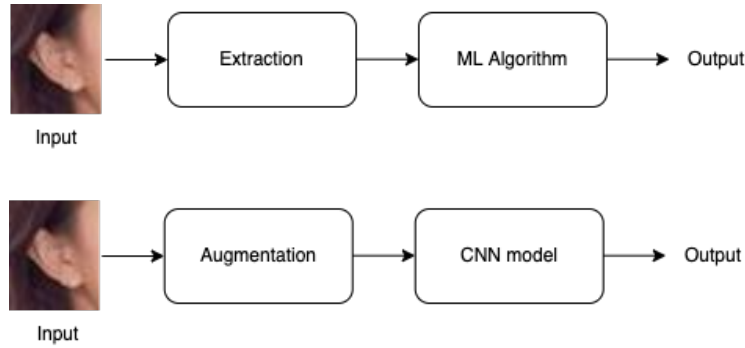 Extraction
ML Algorithm
Output
Input
Augmentation
CNN model
Output
Input